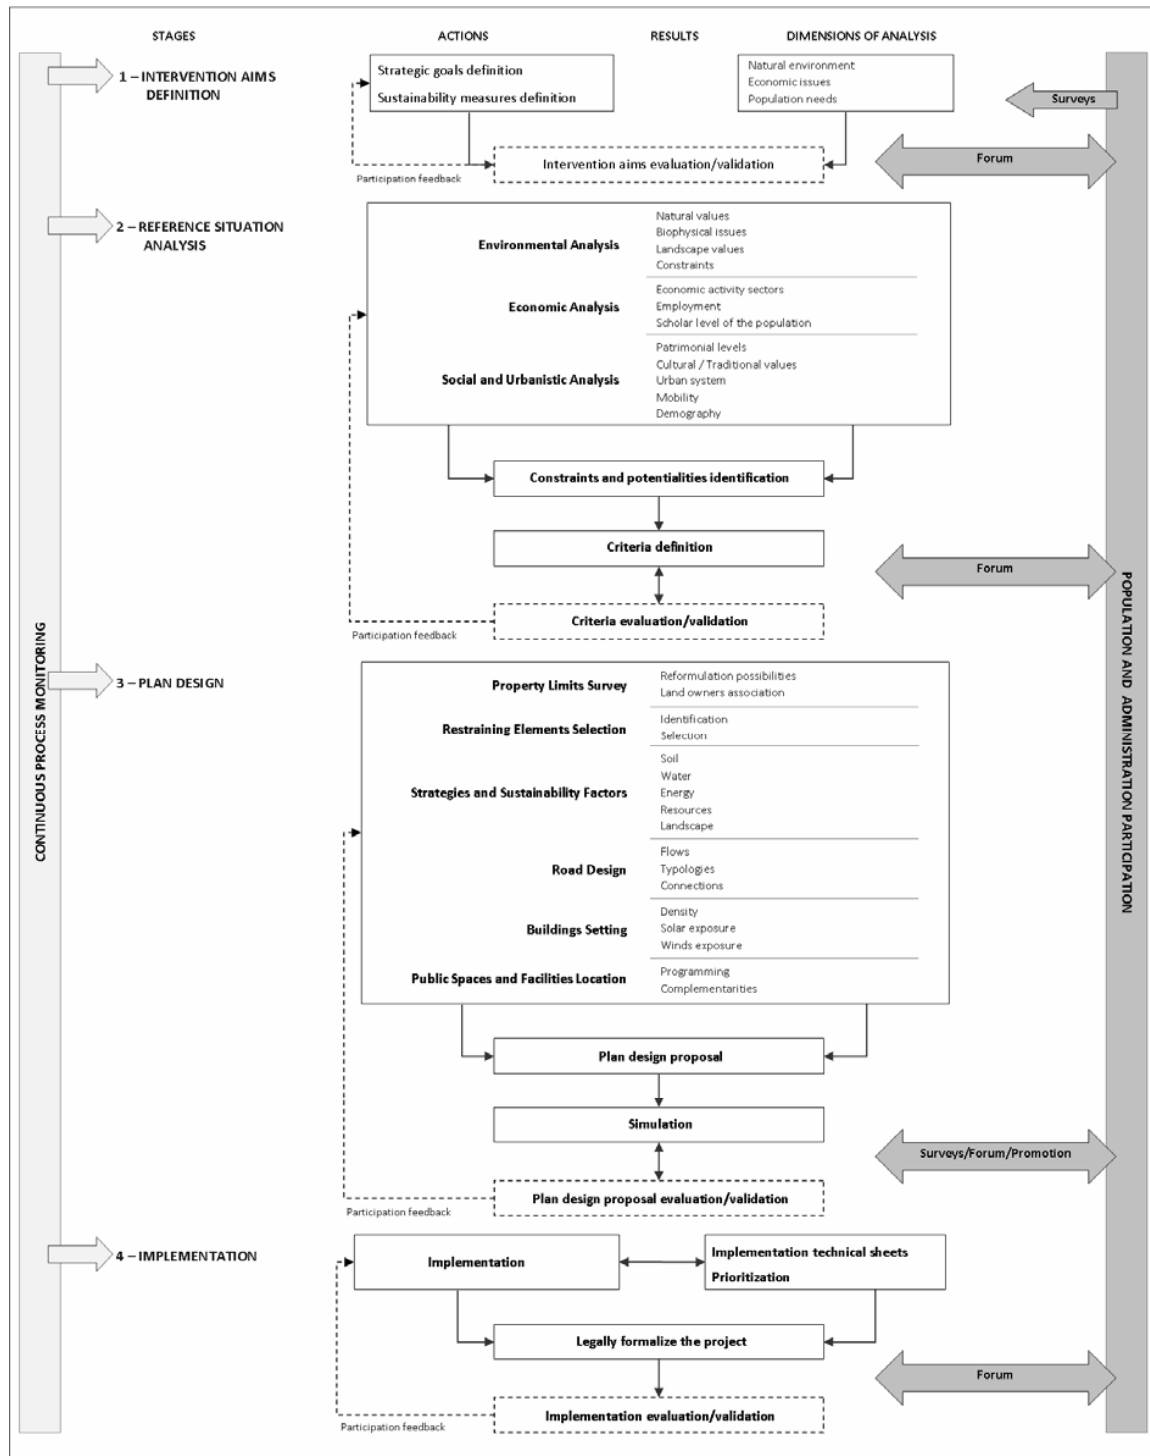 STAGES
ACTIONS
RESULTS
DIMENSIONS OF ANALYSIS
1 – INTERVENTION AIMS
DEFINITION
Strategic goals definition
Sustainability measures definition
Natural environment
Economic issues
Population needs
Surveys
Forum
Intervention aims evaluation/validation
Participation feedback
2 – REFERENCE SITUATION
ANALYSIS
Environmental Analysis
Natural values
Biophysical issues
Landscape values
Constraints
Economic Analysis
Economic activity sectors
Employment
Scholar level of the population
Social and Urbanistic Analysis
Patrimonial levels
Cultural / Traditional values
Urban system
Mobility
Demography
Constraints and potentialities identification
Criteria definition
Forum
Criteria evaluation/validation
Participation feedback
3 – PLAN DESIGN
Property Limits Survey
Reformulation possibilities
Land owners association
Restraining Elements Selection
Identification
Selection
Strategies and Sustainability Factors
Soil
Water
Energy
Resources
Landscape
Road Design
Flows
Typologies
Connections
Buildings Setting
Density
Solar exposure
Winds exposure
Public Spaces and Facilities Location
Programming
Complementarities
Plan design proposal
Simulation
Surveys/Forum/Promotion
Plan design proposal evaluation/validation
Participation feedback
4 – IMPLEMENTATION
Implementation
Implementation technical sheets
Prioritization
Legally formalize the project
Forum
Implementation evaluation/validation
Participation feedback
CONTINUOUS PROCESS MONITORING
POPULATION AND ADMINISTRATION PARTICIPATION